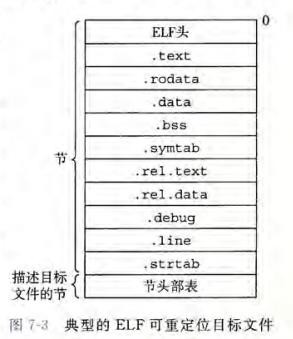 0
ELF头
.text
.rodata
.data
.bss
.symtab
节
.rel.text
.rel.data
.debug
.line
.strtab
描述目标
文件的节
节头部表
图 7-3 典型的 ELF 可重定位目标文件